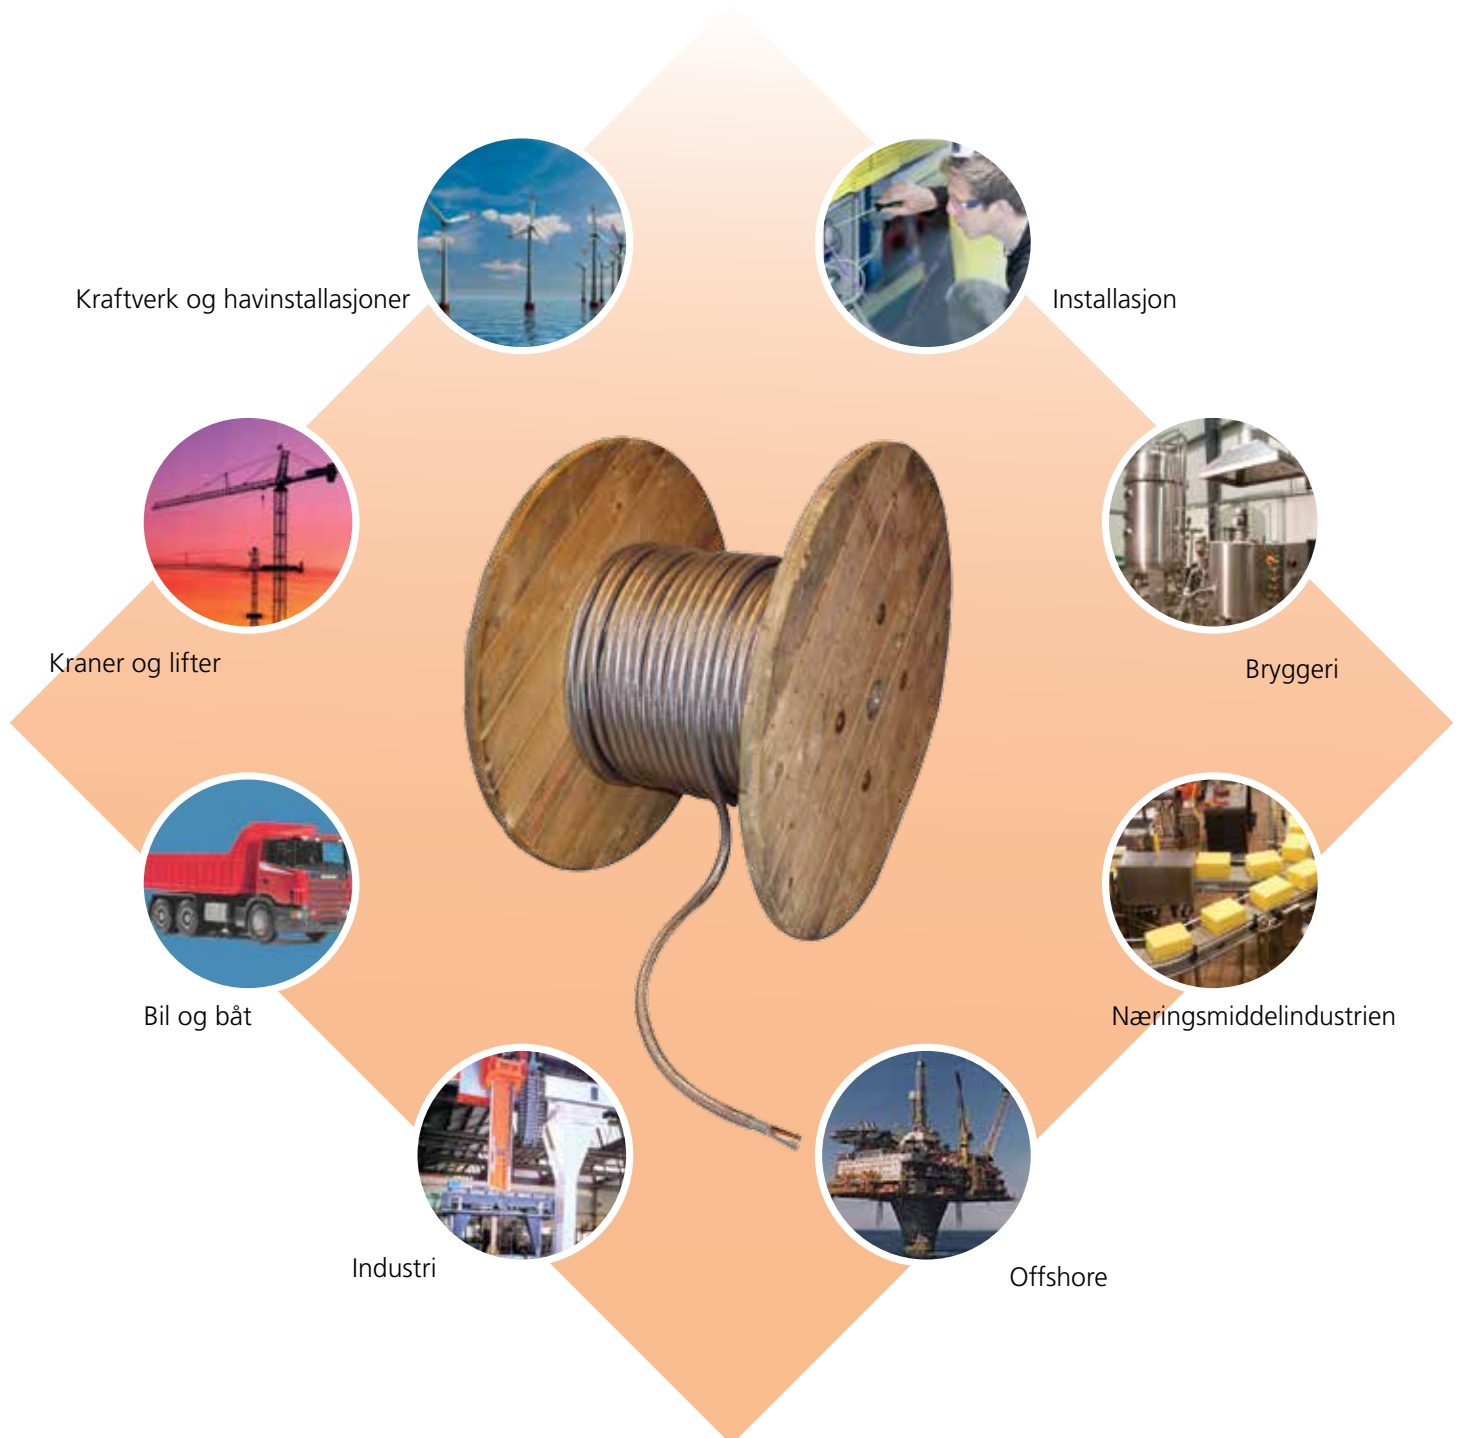 Kraftverk og havinstallasjoner
Installasjon
Kraner og lifter
Bryggeri
Bil og båt
Næringsmiddelindustrien
Industri
Offshore